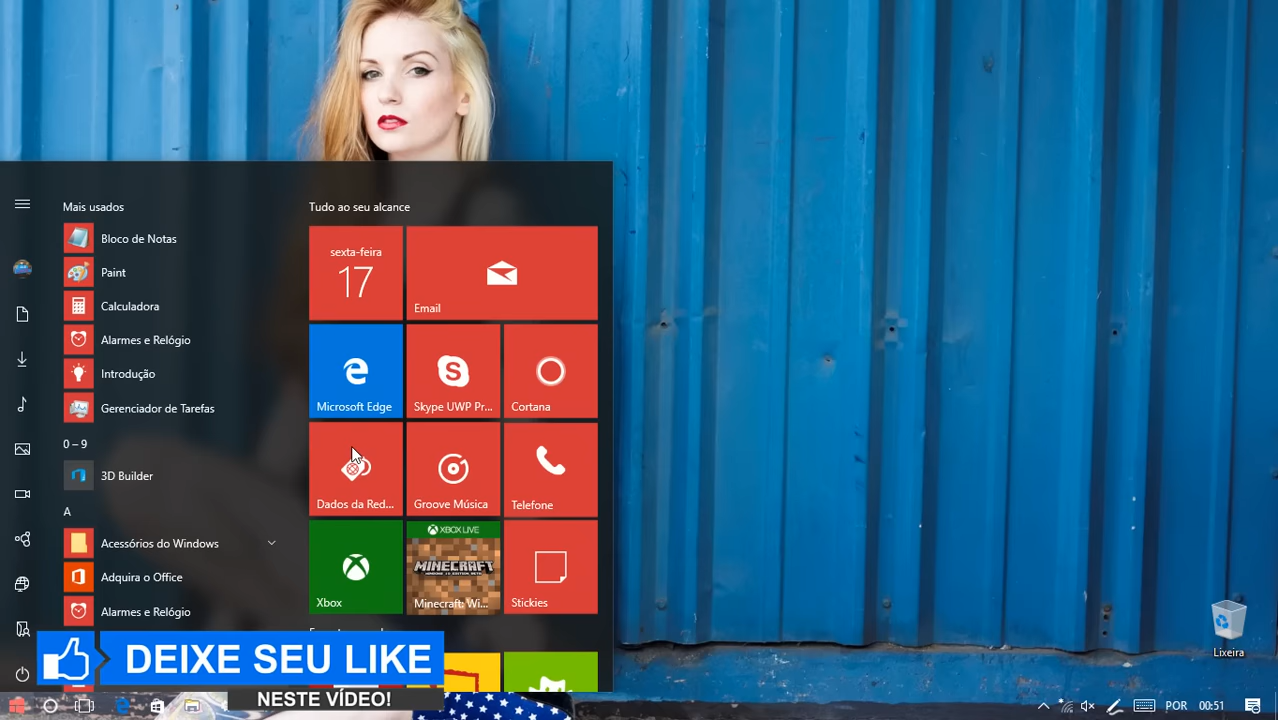 Mais usados
Bloco de Notas
Paint
Calculadora
Alarmes e Relógio
Introdução
Gerenciador de Tarefas
0 – 9
3D Builder
A
Acessórios do Windows
Adquira o Office
Alarmes e Relógio
Tudo ao seu alcance
sexta-feira
17
Email
Microsoft Edge
Skype UWP Pr...
Cortana
Dados da Red...
Groove Música
Telefone
Xbox
XBOX LIVE
MINECRAFT
Minecraft: Wi...
Stickies
DEIXE SEU LIKE
NESTE VÍDEO!
Lixeira
POR
00:51